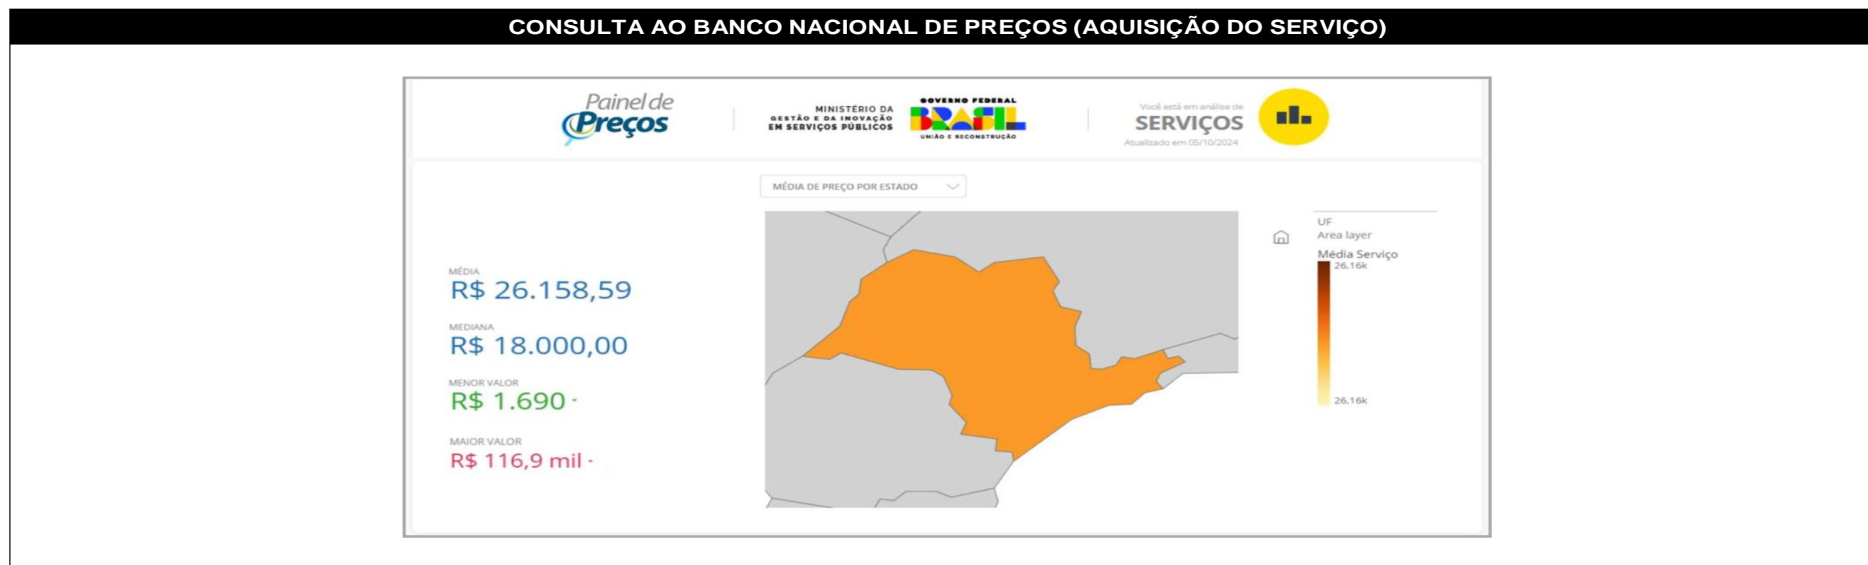 CONSULTA AO BANCO NACIONAL DE PREÇOS (AQUISIÇÃO DO SERVIÇO)
Painel de
Preços
MINISTÉRIO DA
GESTÃO E DA INOVAÇÃO
EM SERVIÇOS PÚBLICOS
GOVERNO FEDERAL
BRASIL
UNIÃO E RECONSTRUÇÃO
Você está em análise de
SERVIÇOS
Atualizado em 05/10/2024
MÉDIA DE PREÇO POR ESTADO
MÉDIA
R$ 26.158,59
MEDIANA
R$ 18.000,00
MENOR VALOR
R$ 1.690
MAIOR VALOR
R$ 116,9 mil
UF
Area layer
Média Serviço
26.16k
26.16k